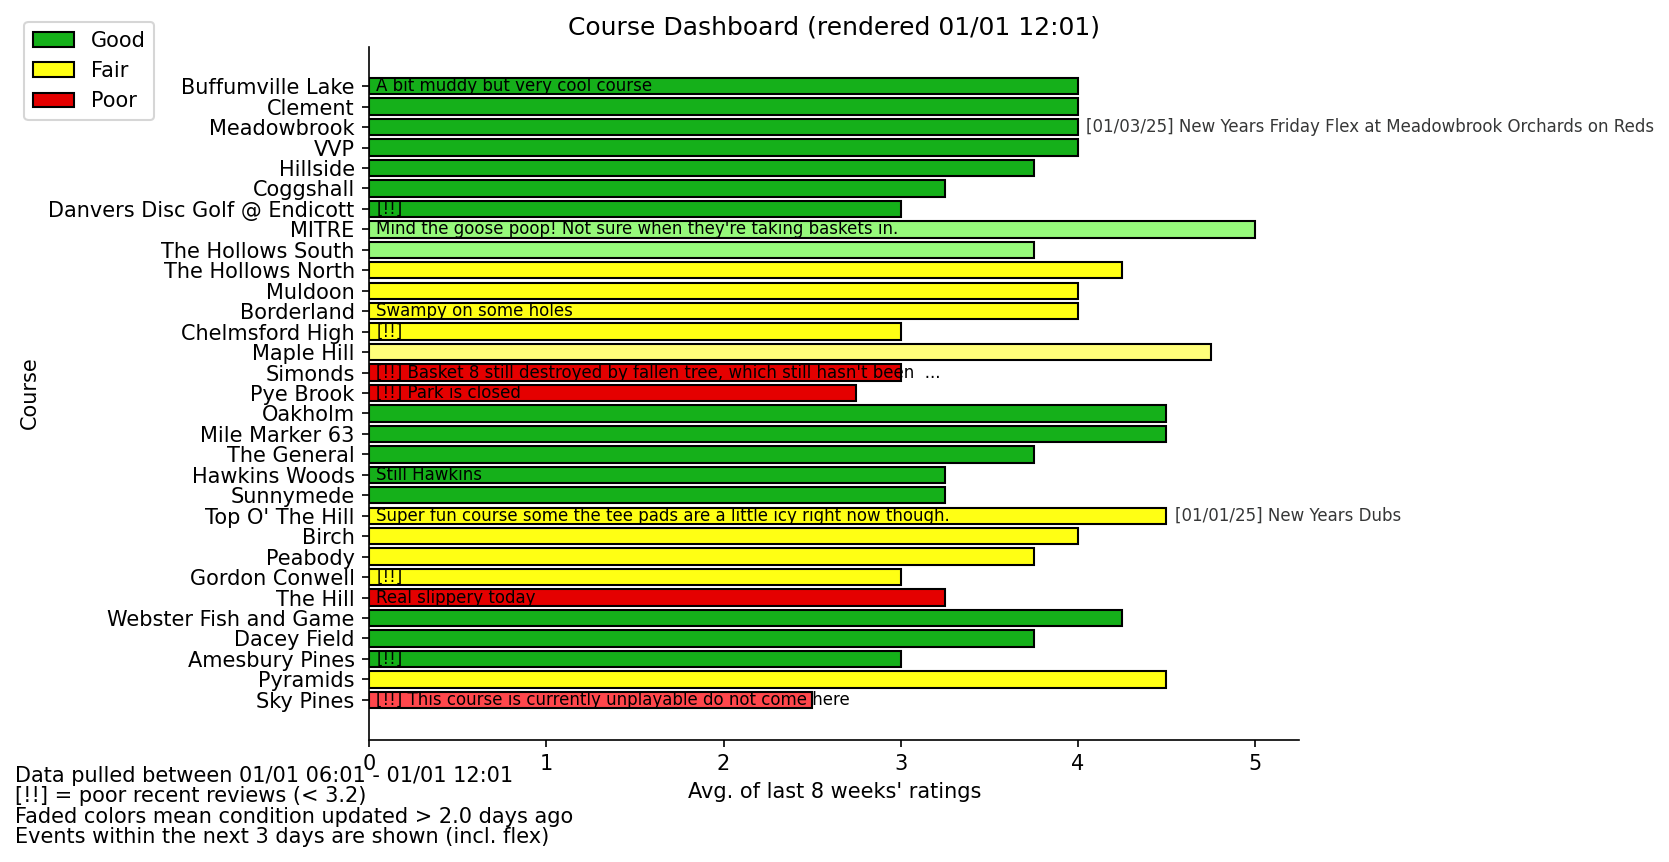 Course Dashboard (rendered 01/01 12:01)
Good
Fair
Poor
Buffumville Lake A bit muddy but very cool course
Clement
Meadowbrook [01/03/25] New Years Friday Flex at Meadowbrook Orchards on Reds
VVP
Hillside
Coggshall
Danvers Disc Golf @ Endicott [!!]
MITRE Mind the goose poop! Not sure when they're taking baskets in.
The Hollows South
The Hollows North
Muldoon
Borderland Swampy on some holes
Chelmsford High [!!]
Maple Hill
Simonds [!!] Basket 8 still destroyed by fallen tree, which still hasn't been ...
Pye Brook [!!] Park is closed
Oakholm
Mile Marker 63
The General
Hawkins Woods Still Hawkins
Sunnymede
Top O' The Hill Super fun course some the tee pads are a little icy right now though. [01/01/25] New Years Dubs
Birch
Peabody
Gordon Conwell [!!]
The Hill Real slippery today
Webster Fish and Game
Dacey Field
Amesbury Pines [!!]
Pyramids
Sky Pines [!!] This course is currently unplayable do not come here
Course
0 1 2 3 4 5
Avg. of last 8 weeks' ratings
Data pulled between 01/01 06:01 - 01/01 12:01
[!!] = poor recent reviews (< 3.2)
Faded colors mean condition updated > 2.0 days ago
Events within the next 3 days are shown (incl. flex)